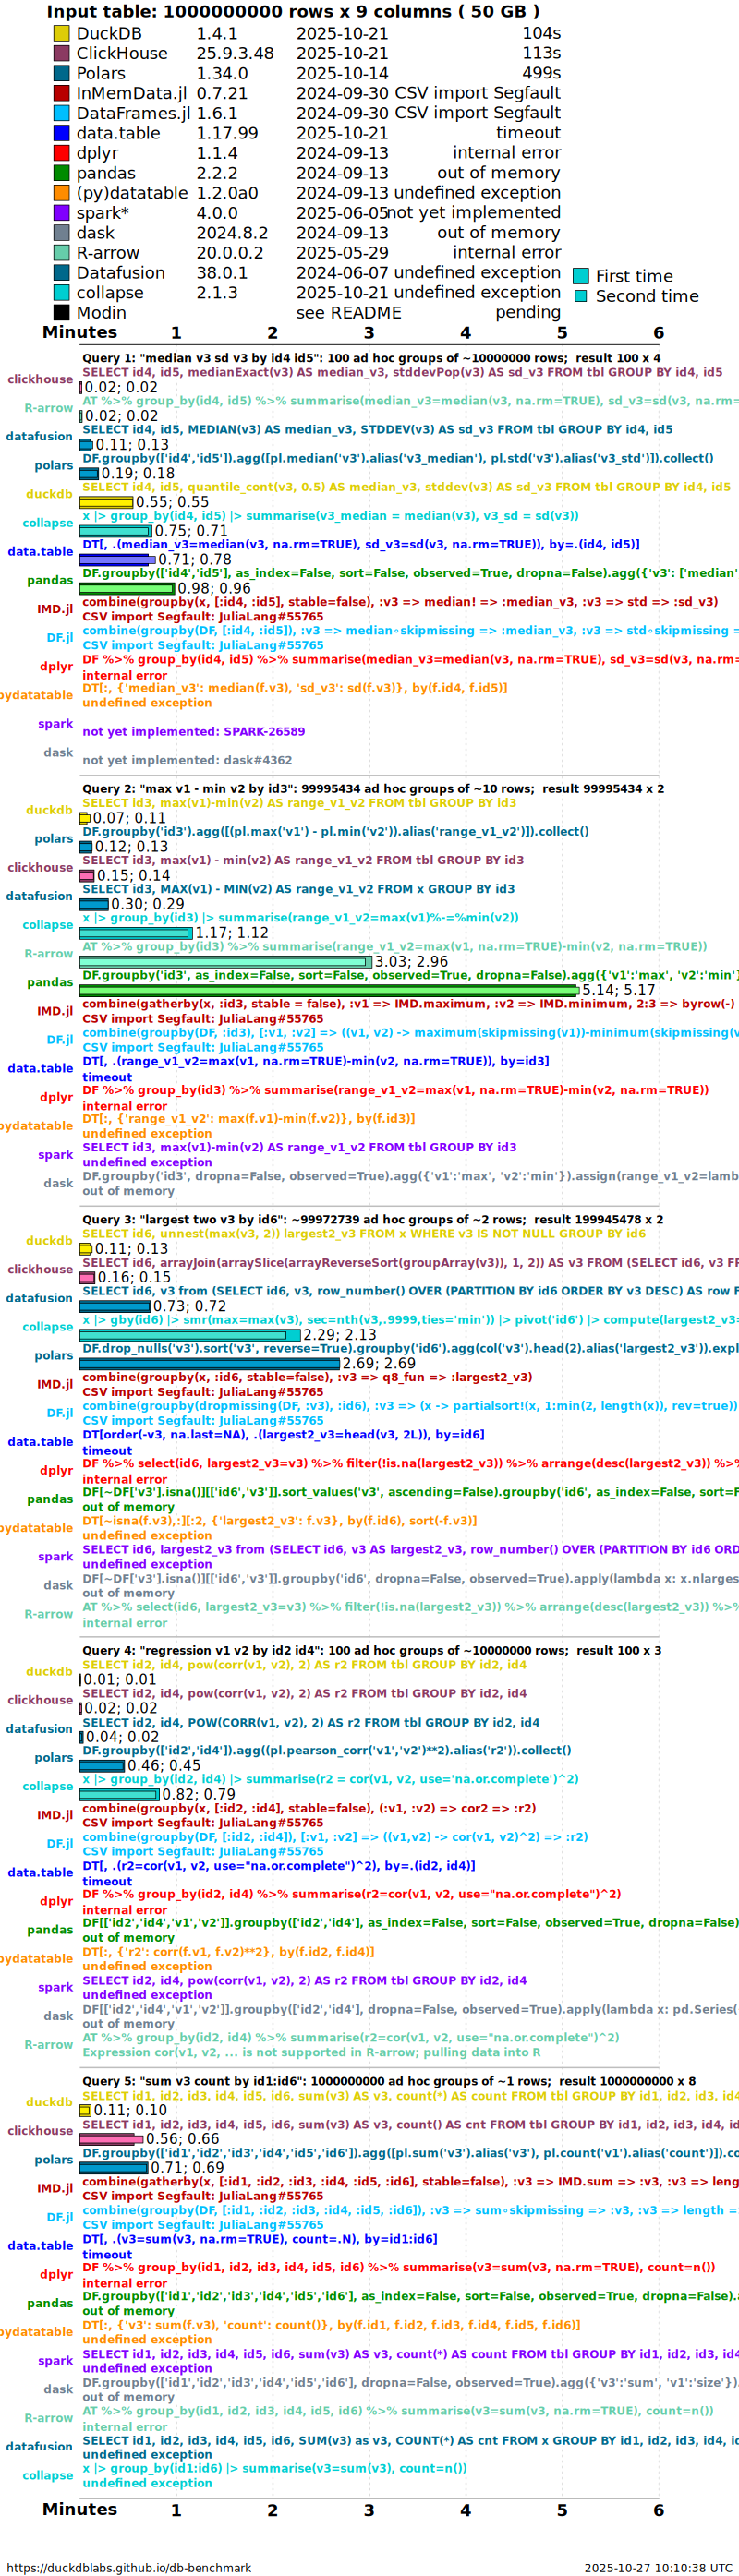 Input table: 1000000000 rows x 9 columns ( 50 GB )
DuckDB 1.4.1 2025-10-21 104s
ClickHouse 25.9.3.48 2025-10-21 113s
Polars 1.34.0 2025-10-14 499s
InMemData.jl 0.7.21 2024-09-30 CSV import Segfault
DataFrames.jl 1.6.1 2024-09-30 CSV import Segfault
data.table 1.17.99 2025-10-21 timeout
dplyr 1.1.4 2024-09-13 internal error
pandas 2.2.2 2024-09-13 out of memory
(py)datatable 1.2.0a0 2024-09-13 undefined exception
spark* 4.0.0 2025-06-05 not yet implemented
dask 2024.8.2 2024-09-13 out of memory
R-arrow 20.0.0.2 2025-05-29 internal error
Datafusion 38.0.1 2024-06-07 undefined exception
collapse 2.1.3 2025-10-21 undefined exception
Modin see README pending
First time
Second time
Minutes 1 2 3 4 5 6
Query 1: "median v3 sd v3 by id4 id5": 100 ad hoc groups of ~10000000 rows; result 100 x 4
SELECT id4, id5, medianExact(v3) AS median_v3, stddevPop(v3) AS sd_v3 FROM tbl GROUP BY id4, id5
clickhouse 0.02; 0.02
AT %>% group_by(id4, id5) %>% summarise(median_v3=median(v3, na.rm=TRUE), sd_v3=sd(v3, na.rm=
R-arrow 0.02; 0.02
SELECT id4, id5, MEDIAN(v3) AS median_v3, STDDEV(v3) AS sd_v3 FROM tbl GROUP BY id4, id5
datafusion 0.11; 0.13
DF.groupby(['id4','id5']).agg([pl.median('v3').alias('v3_median'), pl.std('v3').alias('v3_std')]).collect()
polars 0.19; 0.18
SELECT id4, id5, quantile_cont(v3, 0.5) AS median_v3, stddev(v3) AS sd_v3 FROM tbl GROUP BY id4, id5
duckdb 0.55; 0.55
x |> group_by(id4, id5) |> summarise(v3_median = median(v3), v3_sd = sd(v3))
collapse 0.75; 0.71
DT[, .(median_v3=median(v3, na.rm=TRUE), sd_v3=sd(v3, na.rm=TRUE)), by=.(id4, id5)]
data.table 0.71; 0.78
DF.groupby(['id4','id5'], as_index=False, sort=False, observed=True, dropna=False).agg({'v3': ['median'
pandas 0.98; 0.96
combine(groupby(x, [:id4, :id5], stable=false), :v3 => median! => :median_v3, :v3 => std => :sd_v3)
IMD.jl CSV import Segfault: JuliaLang#55765
combine(groupby(DF, [:id4, :id5]), :v3 => median∘skipmissing => :median_v3, :v3 => std∘skipmissing =
DF.jl CSV import Segfault: JuliaLang#55765
DF %>% group_by(id4, id5) %>% summarise(median_v3=median(v3, na.rm=TRUE), sd_v3=sd(v3, na.rm=
dplyr internal error
DT[:, {'median_v3': median(f.v3), 'sd_v3': sd(f.v3)}, by(f.id4, f.id5)]
pydatatable undefined exception
spark not yet implemented: SPARK-26589
dask not yet implemented: dask#4362
Query 2: "max v1 - min v2 by id3": 99995434 ad hoc groups of ~10 rows; result 99995434 x 2
SELECT id3, max(v1)-min(v2) AS range_v1_v2 FROM tbl GROUP BY id3
duckdb 0.07; 0.11
DF.groupby('id3').agg([(pl.max('v1') - pl.min('v2')).alias('range_v1_v2')]).collect()
polars 0.12; 0.13
SELECT id3, max(v1) - min(v2) AS range_v1_v2 FROM tbl GROUP BY id3
clickhouse 0.15; 0.14
SELECT id3, MAX(v1) - MIN(v2) AS range_v1_v2 FROM x GROUP BY id3
datafusion 0.30; 0.29
x |> group_by(id3) |> summarise(range_v1_v2=max(v1)%-=%min(v2))
collapse 1.17; 1.12
AT %>% group_by(id3) %>% summarise(range_v1_v2=max(v1, na.rm=TRUE)-min(v2, na.rm=TRUE))
R-arrow 3.03; 2.96
DF.groupby('id3', as_index=False, sort=False, observed=True, dropna=False).agg({'v1':'max', 'v2':'min'}
pandas 5.14; 5.17
combine(gatherby(x, :id3, stable = false), :v1 => IMD.maximum, :v2 => IMD.minimum, 2:3 => byrow(-)
IMD.jl CSV import Segfault: JuliaLang#55765
combine(groupby(DF, :id3), [:v1, :v2] => ((v1, v2) -> maximum(skipmissing(v1))-minimum(skipmissing(v
DF.jl CSV import Segfault: JuliaLang#55765
DT[, .(range_v1_v2=max(v1, na.rm=TRUE)-min(v2, na.rm=TRUE)), by=id3]
data.table timeout
DF %>% group_by(id3) %>% summarise(range_v1_v2=max(v1, na.rm=TRUE)-min(v2, na.rm=TRUE))
dplyr internal error
DT[:, {'range_v1_v2': max(f.v1)-min(f.v2)}, by(f.id3)]
pydatatable undefined exception
SELECT id3, max(v1)-min(v2) AS range_v1_v2 FROM tbl GROUP BY id3
spark undefined exception
DF.groupby('id3', dropna=False, observed=True).agg({'v1':'max', 'v2':'min'}).assign(range_v1_v2=lamb
dask out of memory
Query 3: "largest two v3 by id6": ~99972739 ad hoc groups of ~2 rows; result 199945478 x 2
SELECT id6, unnest(max(v3, 2)) largest2_v3 FROM x WHERE v3 IS NOT NULL GROUP BY id6
duckdb 0.11; 0.13
SELECT id6, arrayJoin(arraySlice(arrayReverseSort(groupArray(v3)), 1, 2)) AS v3 FROM (SELECT id6, v3 FR
clickhouse 0.16; 0.15
SELECT id6, v3 from (SELECT id6, v3, row_number() OVER (PARTITION BY id6 ORDER BY v3 DESC) AS row F
datafusion 0.73; 0.72
x |> gby(id6) |> smr(max=max(v3), sec=nth(v3,.9999,ties='min')) |> pivot('id6') |> compute(largest2_v3=
collapse 2.29; 2.13
DF.drop_nulls('v3').sort('v3', reverse=True).groupby('id6').agg(col('v3').head(2).alias('largest2_v3')).expl
polars 2.69; 2.69
combine(groupby(x, :id6, stable=false), :v3 => q8_fun => :largest2_v3)
IMD.jl CSV import Segfault: JuliaLang#55765
combine(groupby(dropmissing(DF, :v3), :id6), :v3 => (x -> partialsort!(x, 1:min(2, length(x)), rev=true))
DF.jl CSV import Segfault: JuliaLang#55765
DT[order(-v3, na.last=NA), .(largest2_v3=head(v3, 2L)), by=id6]
data.table timeout
DF %>% select(id6, largest2_v3=v3) %>% filter(!is.na(largest2_v3)) %>% arrange(desc(largest2_v3)) %>%
dplyr internal error
DF[~DF['v3'].isna()][['id6','v3']].sort_values('v3', ascending=False).groupby('id6', as_index=False, sort=F
pandas out of memory
DT[~isna(f.v3),:][:2, {'largest2_v3': f.v3}, by(f.id6), sort(-f.v3)]
pydatatable undefined exception
SELECT id6, largest2_v3 from (SELECT id6, v3 AS largest2_v3, row_number() OVER (PARTITION BY id6 ORD
spark undefined exception
DF[~DF['v3'].isna()][['id6','v3']].groupby('id6', dropna=False, observed=True).apply(lambda x: x.nlarges
dask out of memory
AT %>% select(id6, largest2_v3=v3) %>% filter(!is.na(largest2_v3)) %>% arrange(desc(largest2_v3)) %>%
R-arrow internal error
Query 4: "regression v1 v2 by id2 id4": 100 ad hoc groups of ~10000000 rows; result 100 x 3
SELECT id2, id4, pow(corr(v1, v2), 2) AS r2 FROM tbl GROUP BY id2, id4
duckdb 0.01; 0.01
SELECT id2, id4, pow(corr(v1, v2), 2) AS r2 FROM tbl GROUP BY id2, id4
clickhouse 0.02; 0.02
SELECT id2, id4, POW(CORR(v1, v2), 2) AS r2 FROM tbl GROUP BY id2, id4
datafusion 0.04; 0.02
DF.groupby(['id2','id4']).agg((pl.pearson_corr('v1','v2')**2).alias('r2')).collect()
polars 0.46; 0.45
x |> group_by(id2, id4) |> summarise(r2 = cor(v1, v2, use="na.or.complete")^2)
collapse 0.82; 0.79
combine(groupby(x, [:id2, :id4], stable=false), (:v1, :v2) => cor2 => :r2)
IMD.jl CSV import Segfault: JuliaLang#55765
combine(groupby(DF, [:id2, :id4]), [:v1, :v2] => ((v1,v2) -> cor(v1, v2)^2) => :r2)
DF.jl CSV import Segfault: JuliaLang#55765
DT[, .(r2=cor(v1, v2, use="na.or.complete")^2), by=.(id2, id4)]
data.table timeout
DF %>% group_by(id2, id4) %>% summarise(r2=cor(v1, v2, use="na.or.complete")^2)
dplyr internal error
DF[['id2','id4','v1','v2']].groupby(['id2','id4'], as_index=False, sort=False, observed=True, dropna=False)
pandas out of memory
DT[:, {'r2': corr(f.v1, f.v2)**2}, by(f.id2, f.id4)]
pydatatable undefined exception
SELECT id2, id4, pow(corr(v1, v2), 2) AS r2 FROM tbl GROUP BY id2, id4
spark undefined exception
DF[['id2','id4','v1','v2']].groupby(['id2','id4'], dropna=False, observed=True).apply(lambda x: pd.Series(
dask out of memory
AT %>% group_by(id2, id4) %>% summarise(r2=cor(v1, v2, use="na.or.complete")^2)
R-arrow Expression cor(v1, v2, ... is not supported in R-arrow; pulling data into R
Query 5: "sum v3 count by id1:id6": 1000000000 ad hoc groups of ~1 rows; result 1000000000 x 8
SELECT id1, id2, id3, id4, id5, id6, sum(v3) AS v3, count(*) AS count FROM tbl GROUP BY id1, id2, id3, id4
duckdb 0.11; 0.10
SELECT id1, id2, id3, id4, id5, id6, sum(v3) AS v3, count() AS cnt FROM tbl GROUP BY id1, id2, id3, id4, id
clickhouse 0.56; 0.66
DF.groupby(['id1','id2','id3','id4','id5','id6']).agg([pl.sum('v3').alias('v3'), pl.count('v1').alias('count')]).co
polars 0.71; 0.69
combine(gatherby(x, [:id1, :id2, :id3, :id4, :id5, :id6], stable=false), :v3 => IMD.sum => :v3, :v3 => leng
IMD.jl CSV import Segfault: JuliaLang#55765
combine(groupby(DF, [:id1, :id2, :id3, :id4, :id5, :id6]), :v3 => sum∘skipmissing => :v3, :v3 => length =
DF.jl CSV import Segfault: JuliaLang#55765
DT[, .(v3=sum(v3, na.rm=TRUE), count=.N), by=id1:id6]
data.table timeout
DF %>% group_by(id1, id2, id3, id4, id5, id6) %>% summarise(v3=sum(v3, na.rm=TRUE), count=n())
dplyr internal error
DF.groupby(['id1','id2','id3','id4','id5','id6'], as_index=False, sort=False, observed=True, dropna=False).
pandas out of memory
DT[:, {'v3': sum(f.v3), 'count': count()}, by(f.id1, f.id2, f.id3, f.id4, f.id5, f.id6)]
pydatatable undefined exception
SELECT id1, id2, id3, id4, id5, id6, sum(v3) AS v3, count(*) AS count FROM tbl GROUP BY id1, id2, id3, id4
spark undefined exception
DF.groupby(['id1','id2','id3','id4','id5','id6'], dropna=False, observed=True).agg({'v3':'sum', 'v1':'size'})
dask out of memory
AT %>% group_by(id1, id2, id3, id4, id5, id6) %>% summarise(v3=sum(v3, na.rm=TRUE), count=n())
R-arrow internal error
SELECT id1, id2, id3, id4, id5, id6, SUM(v3) as v3, COUNT(*) AS cnt FROM x GROUP BY id1, id2, id3, id4, id
datafusion undefined exception
x |> group_by(id1:id6) |> summarise(v3=sum(v3), count=n())
collapse undefined exception
Minutes 1 2 3 4 5 6
https://duckdblabs.github.io/db-benchmark 2025-10-27 10:10:38 UTC